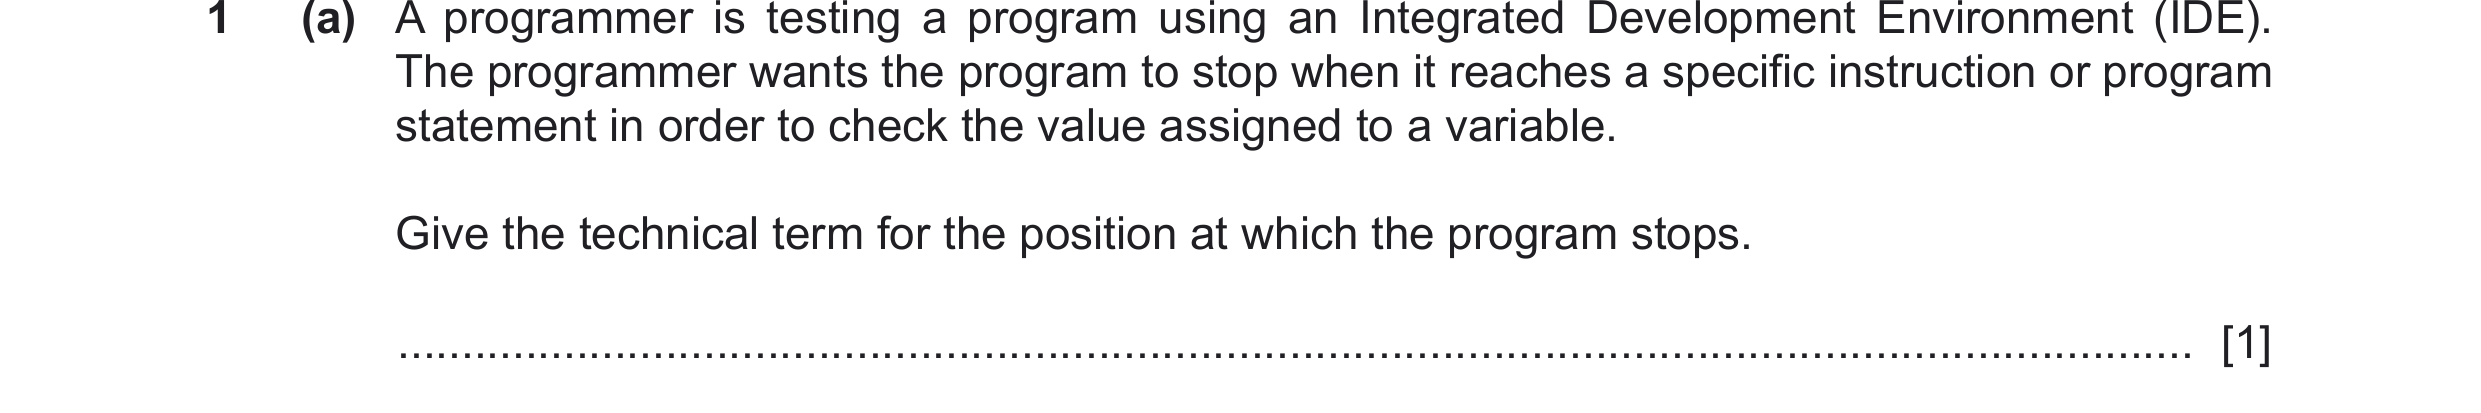 1 (a) A programmer is testing a program using an Integrated Development Environment (IDE).
The programmer wants the program to stop when it reaches a specific instruction or program
statement in order to check the value assigned to a variable.
Give the technical term for the position at which the program stops.
.................................................................................................................................................. [1]